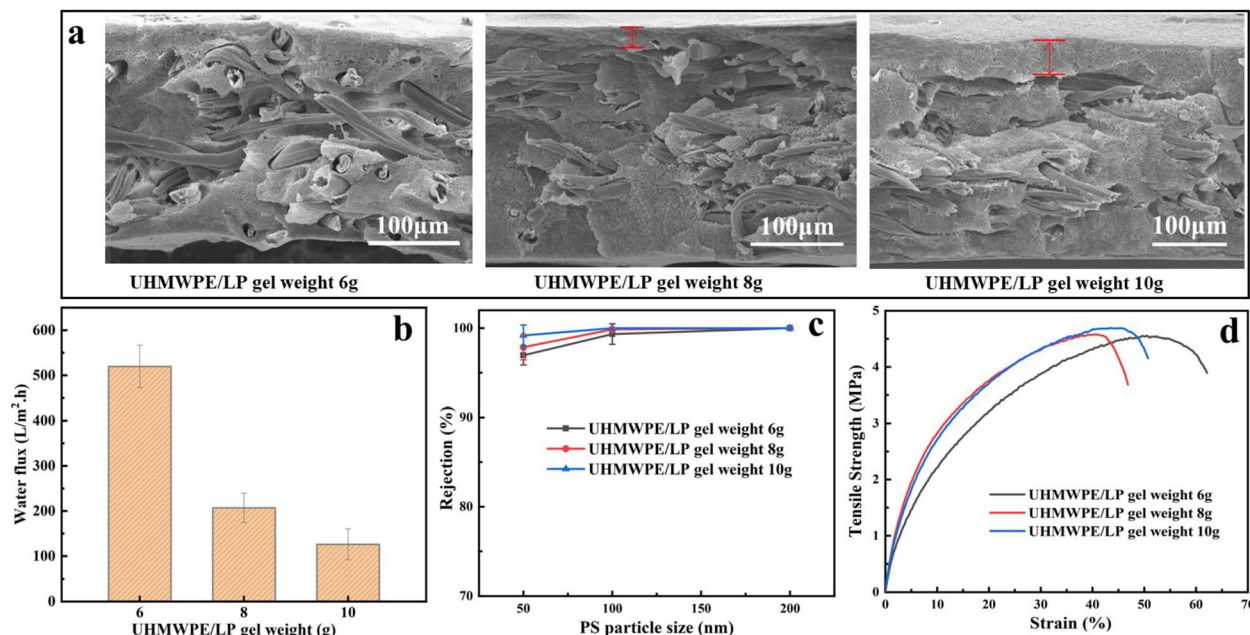 a
100μm
100μm
100μm
UHMWPE/LP gel weight 6g
UHMWPE/LP gel weight 8g
UHMWPE/LP gel weight 10g
b
Water flux (L/m².h)
600
500
400
300
200
100
0
6
8
10
UHMWPE/LP gel weight (g)
c
Rejection (%)
100
90
80
70
UHMWPE/LP gel weight 6g
UHMWPE/LP gel weight 8g
UHMWPE/LP gel weight 10g
50
100
150
200
PS particle size (nm)
d
Tensile Strength (MPa)
5
4
3
2
1
0
UHMWPE/LP gel weight 6g
UHMWPE/LP gel weight 8g
UHMWPE/LP gel weight 10g
0
10
20
30
40
50
60
70
Strain (%)